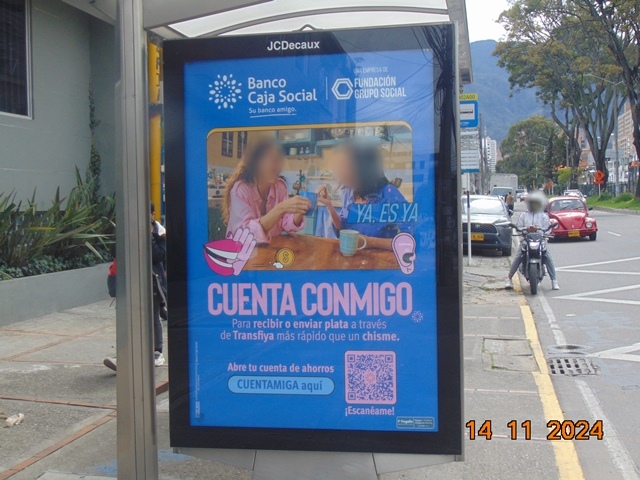 JCDecaux
Banco
Caja Social
Su banco amigo.
UNA EMPRESA DE
FUNDACIÓN
GRUPO SOCIAL
YA, ES YA
CUENTA CONMIGO
Para recibir o enviar plata a través
de Transfiya más rápido que un chisme.
Abre tu cuenta de ahorros
CUENTAMIGA aquí
¡Escanéame!
14 11 2024